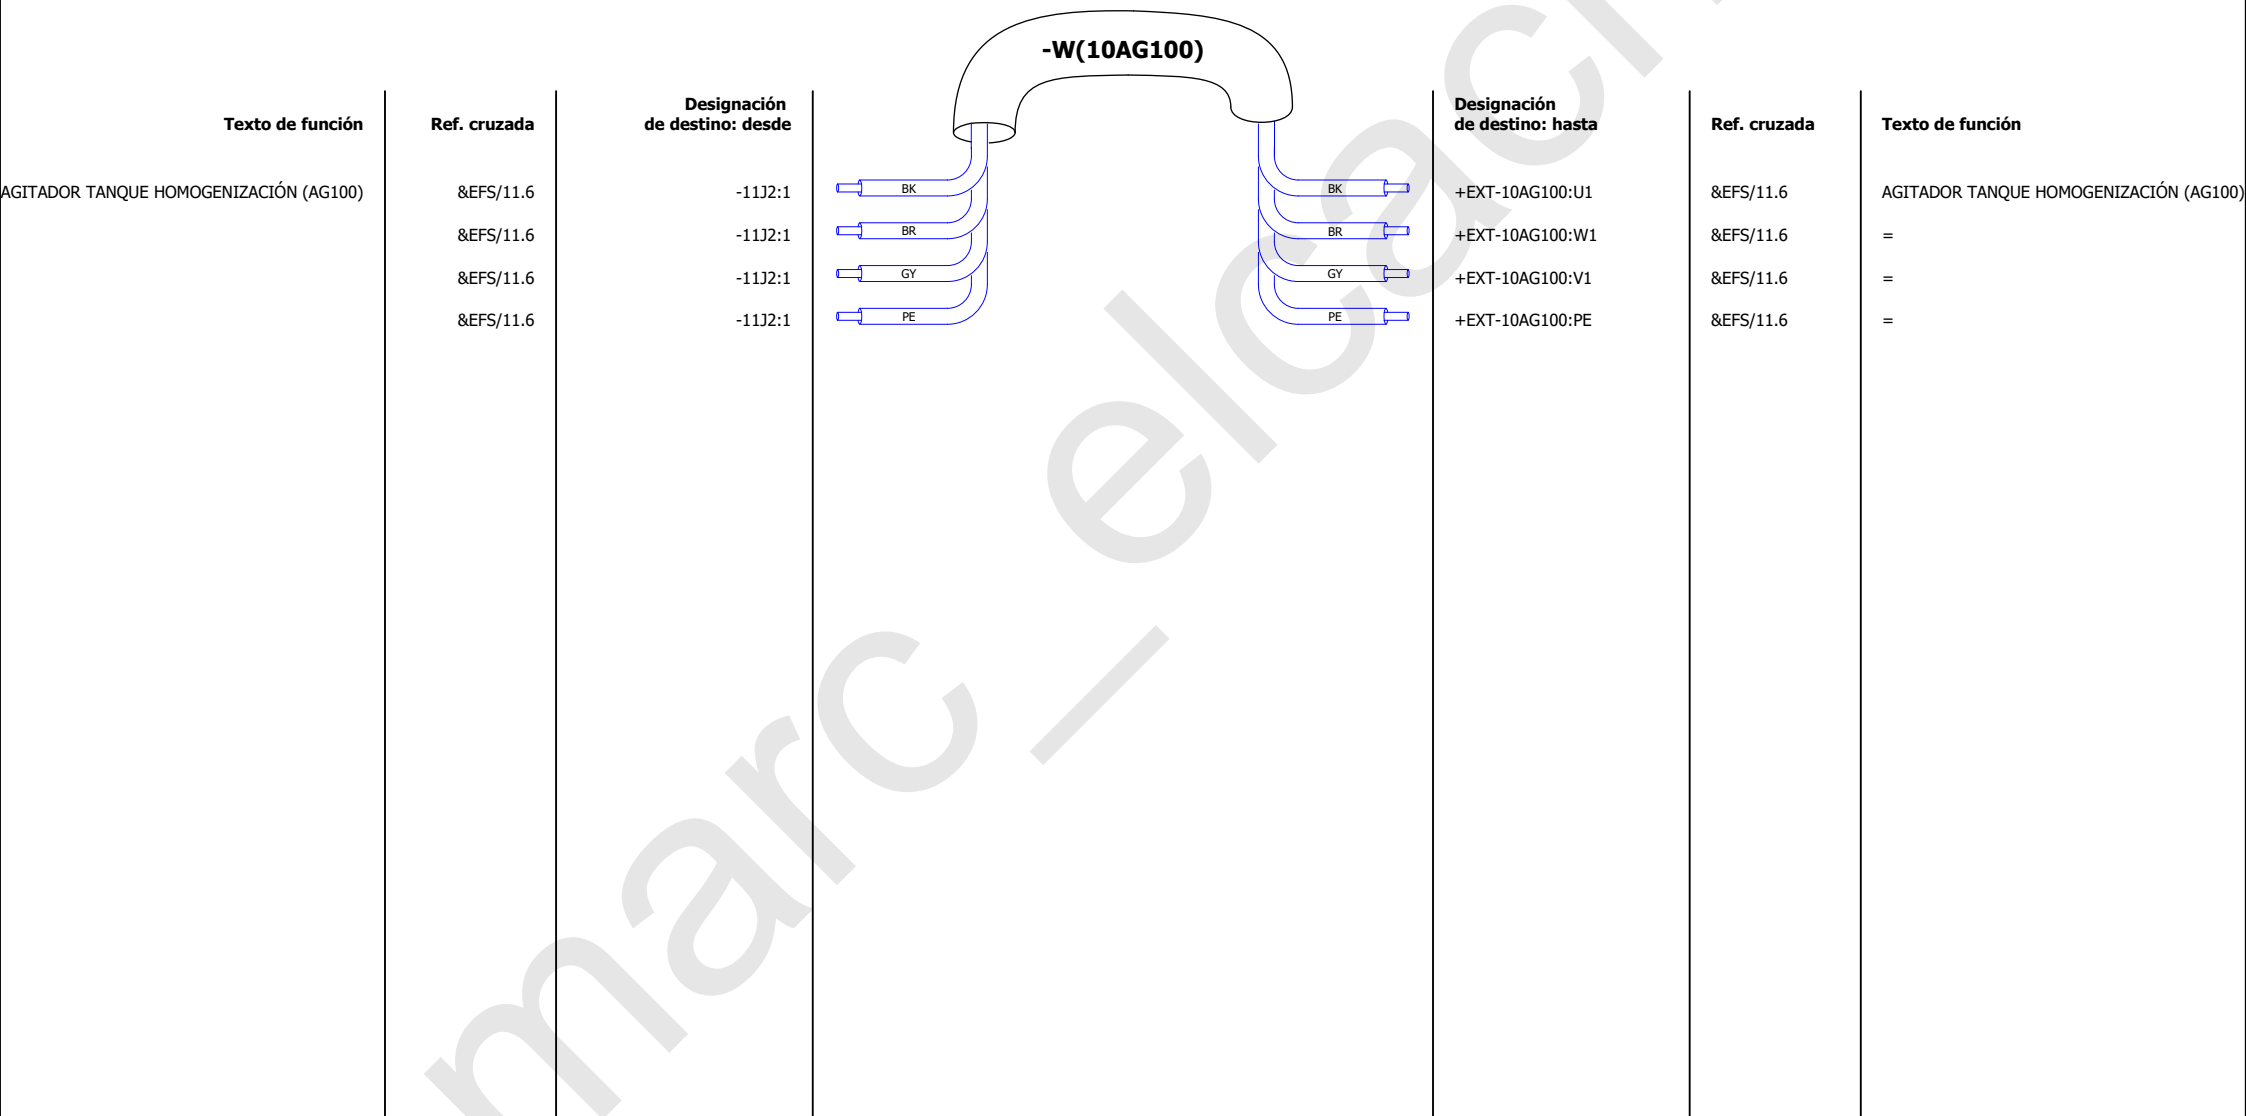 -W(10AG100)
Texto de función Ref. cruzada Designación de destino: desde Designación de destino: hasta Ref. cruzada Texto de función
AGITADOR TANQUE HOMOGENIZACIÓN (AG100) &EFS/11.6 -11J2:1 BK BK +EXT-10AG100:U1 &EFS/11.6 AGITADOR TANQUE HOMOGENIZACIÓN (AG100)
&EFS/11.6 -11J2:1 BR BR +EXT-10AG100:W1 &EFS/11.6 =
&EFS/11.6 -11J2:1 GY GY +EXT-10AG100:V1 &EFS/11.6 =
&EFS/11.6 -11J2:1 PE PE +EXT-10AG100:PE &EFS/11.6 =